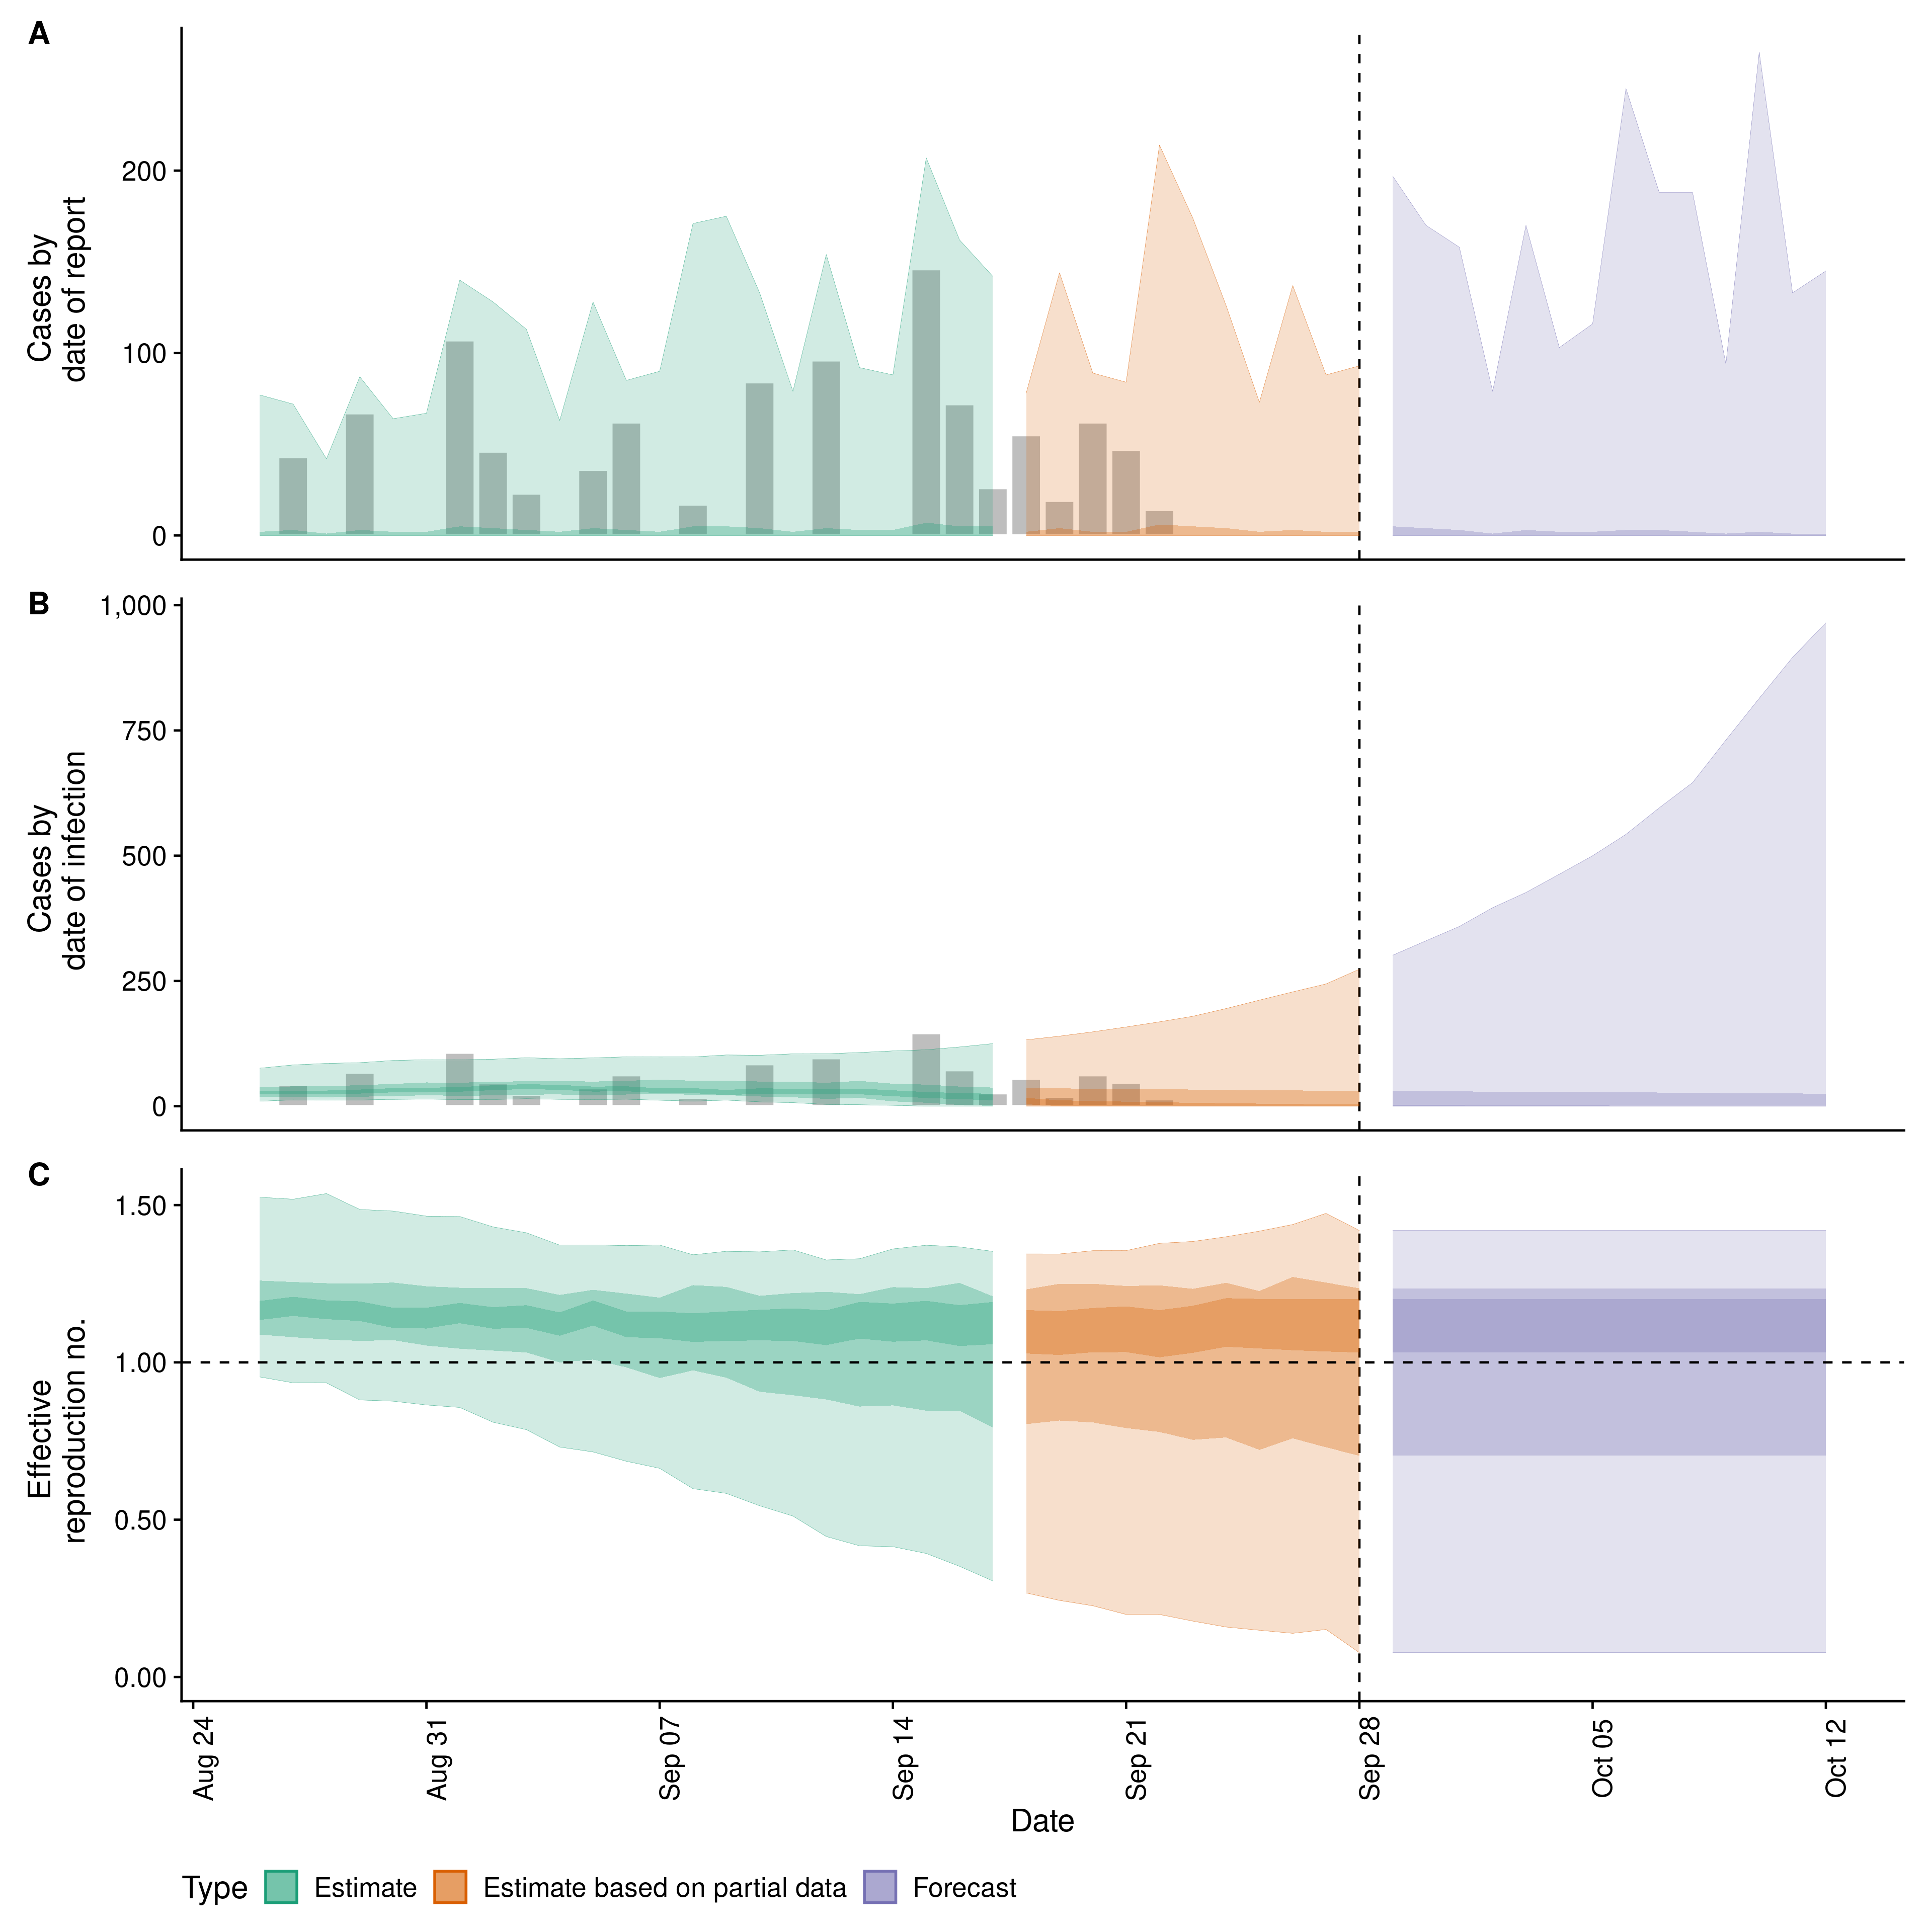 A
Cases by
date of report
200
100
0
B
Cases by
date of infection
1,000
750
500
250
0
C
Effective
reproduction no.
1.50
1.00
0.50
0.00
Aug 24
Aug 31
Sep 07
Sep 14
Sep 21
Sep 28
Oct 05
Oct 12
Date
Type Estimate Estimate based on partial data Forecast